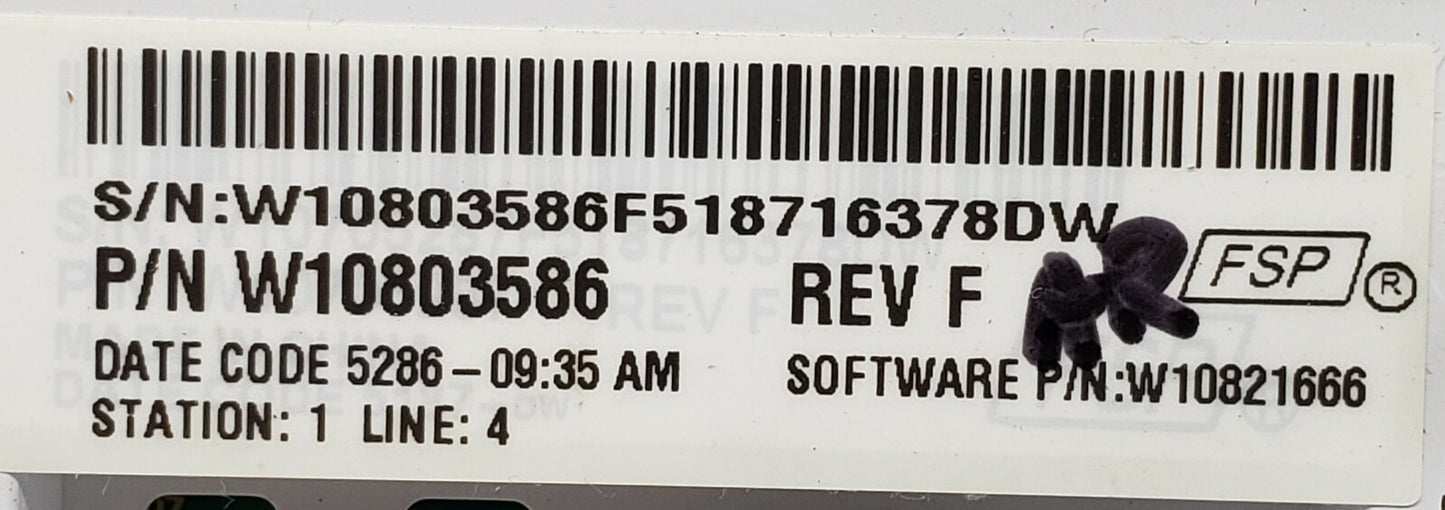 S/N:W10803586F518716378DW
P/N W10803586 REV F FSP ®
DATE CODE 5286-09:35 AM SOFTWARE P/N:W10821666
STATION: 1 LINE: 4